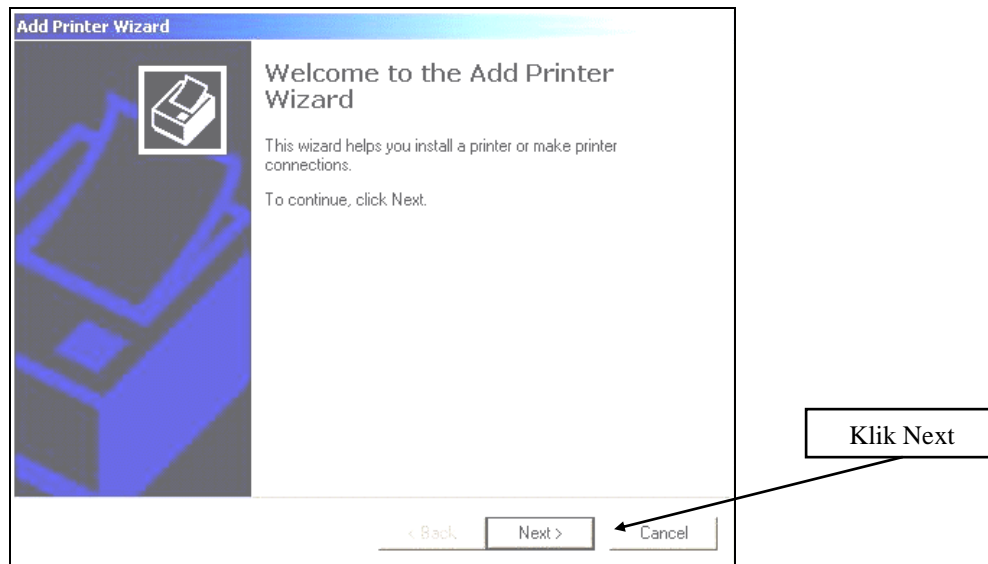 Add Printer Wizard
Welcome to the Add Printer
Wizard
This wizard helps you install a printer or make printer
connections.
To continue, click Next.
Klik Next
< Back
Next >
Cancel